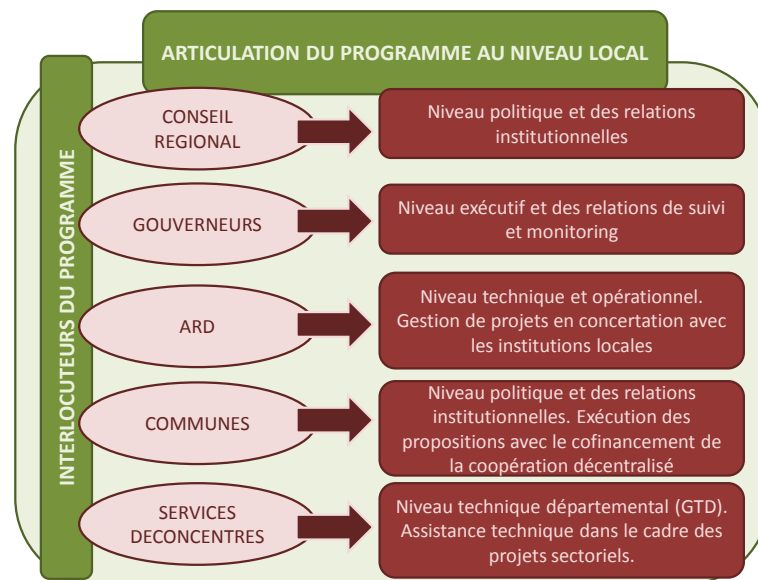 ARTICULATION DU PROGRAMME AU NIVEAU LOCAL
INTERLOCUTEURS DU PROGRAMME
CONSEIL
REGIONAL
Niveau politique et des relations
institutionnelles
GOUVERNEURS
Niveau exécutif et des relations de suivi
et monitoring
ARD
Niveau technique et opérationnel.
Gestion de projets en concertation avec
les institutions locales
COMMUNES
Niveau politique et des relations
institutionnelles. Exécution des
propositions avec le cofinancement de
la coopération décentralisé
SERVICES
DECONCENTRES
Niveau technique départemental (GTD).
Assistance technique dans le cadre des
projets sectoriels.